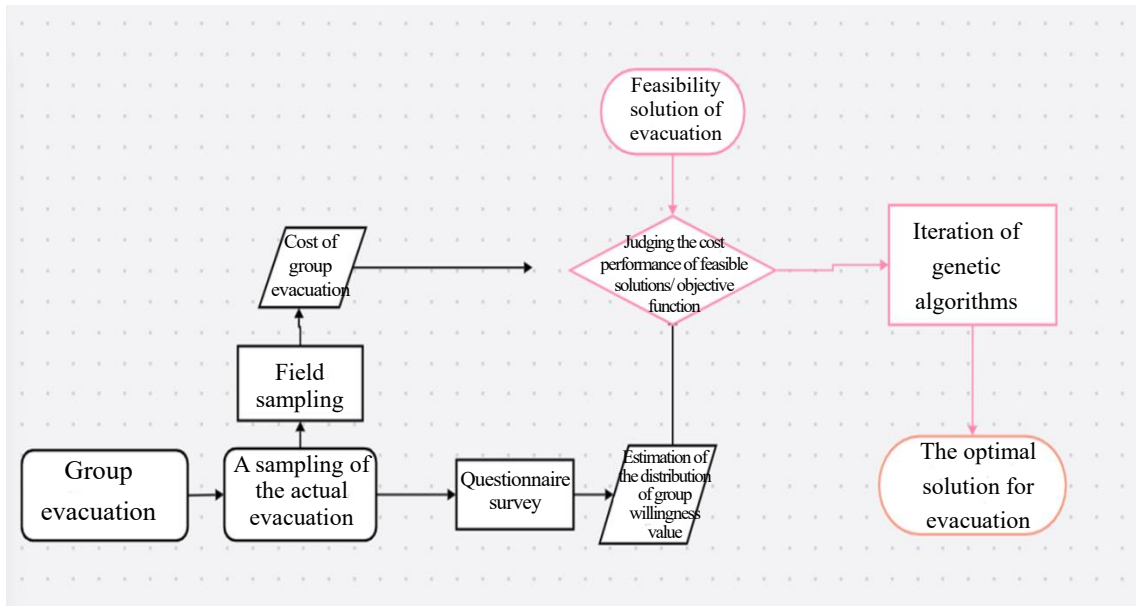 Feasibility
solution of
evacuation
Cost of
group
evacuation
Judging the cost
performance of feasible
solutions/ objective
function
Iteration of
genetic
algorithms
Field
sampling
Group
evacuation
A sampling of
the actual
evacuation
Questionnaire
survey
Estimation of
the distribution
of group
willingness
value
The optimal
solution for
evacuation